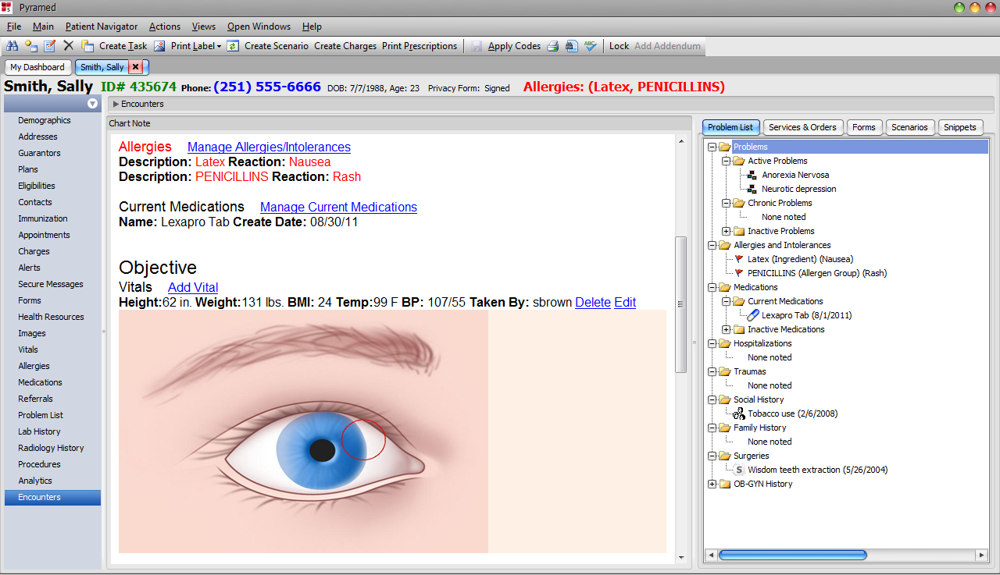 Pyramed
File Main Patient Navigator Actions Views Open Windows Help
Create Task Print Label Create Scenario Create Charges Print Prescriptions Apply Codes Lock Add Addendum
My Dashboard Smith, Sally
Smith, Sally ID# 435674 Phone: (251) 555-6666 DOB: 7/7/1988, Age: 23 Privacy Form: Signed Allergies: (Latex, PENICILLINS)
Demographics
Addresses
Guarantors
Plans
Eligibilities
Contacts
Immunization
Appointments
Charges
Alerts
Secure Messages
Forms
Health Resources
Images
Vitals
Allergies
Medications
Referrals
Problem List
Lab History
Radiology History
Procedures
Analytics
Encounters
Encounters
Chart Note
Allergies Manage Allergies/Intolerances
Description: Latex Reaction: Nausea
Description: PENICILLINS Reaction: Rash
Current Medications Manage Current Medications
Name: Lexapro Tab Create Date: 08/30/11
Objective
Vitals Add Vital
Height:62 in. Weight:131 lbs. BMI: 24 Temp:99 F BP: 107/55 Taken By: sbrown Delete Edit
Problem List Services & Orders Forms Scenarios Snippets
Problems
Active Problems
Anorexia Nervosa
Neurotic depression
Chronic Problems
None noted
Inactive Problems
Allergies and Intolerances
Latex (Ingredient) (Nausea)
PENICILLINS (Allergen Group) (Rash)
Medications
Current Medications
Lexapro Tab (8/1/2011)
Inactive Medications
Hospitalizations
None noted
Traumas
None noted
Social History
Tobacco use (2/6/2008)
Family History
None noted
Surgeries
S Wisdom teeth extraction (5/26/2004)
OB-GYN History